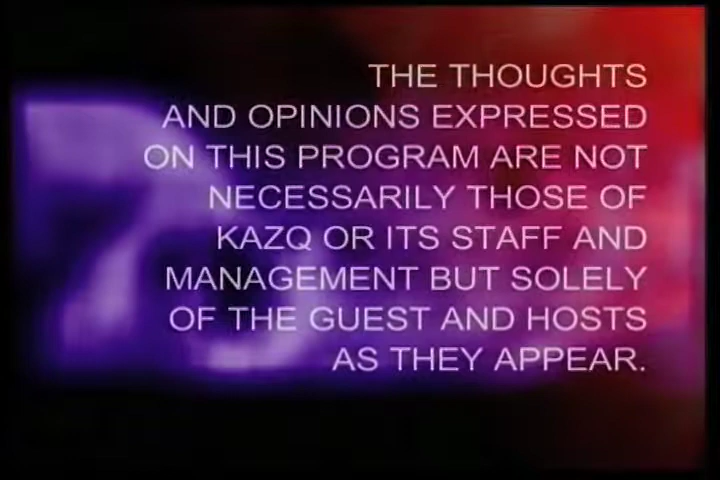 THE THOUGHTS
AND OPINIONS EXPRESSED
ON THIS PROGRAM ARE NOT
NECESSARILY THOSE OF
KAZQ OR ITS STAFF AND
MANAGEMENT BUT SOLELY
OF THE GUEST AND HOSTS
AS THEY APPEAR.